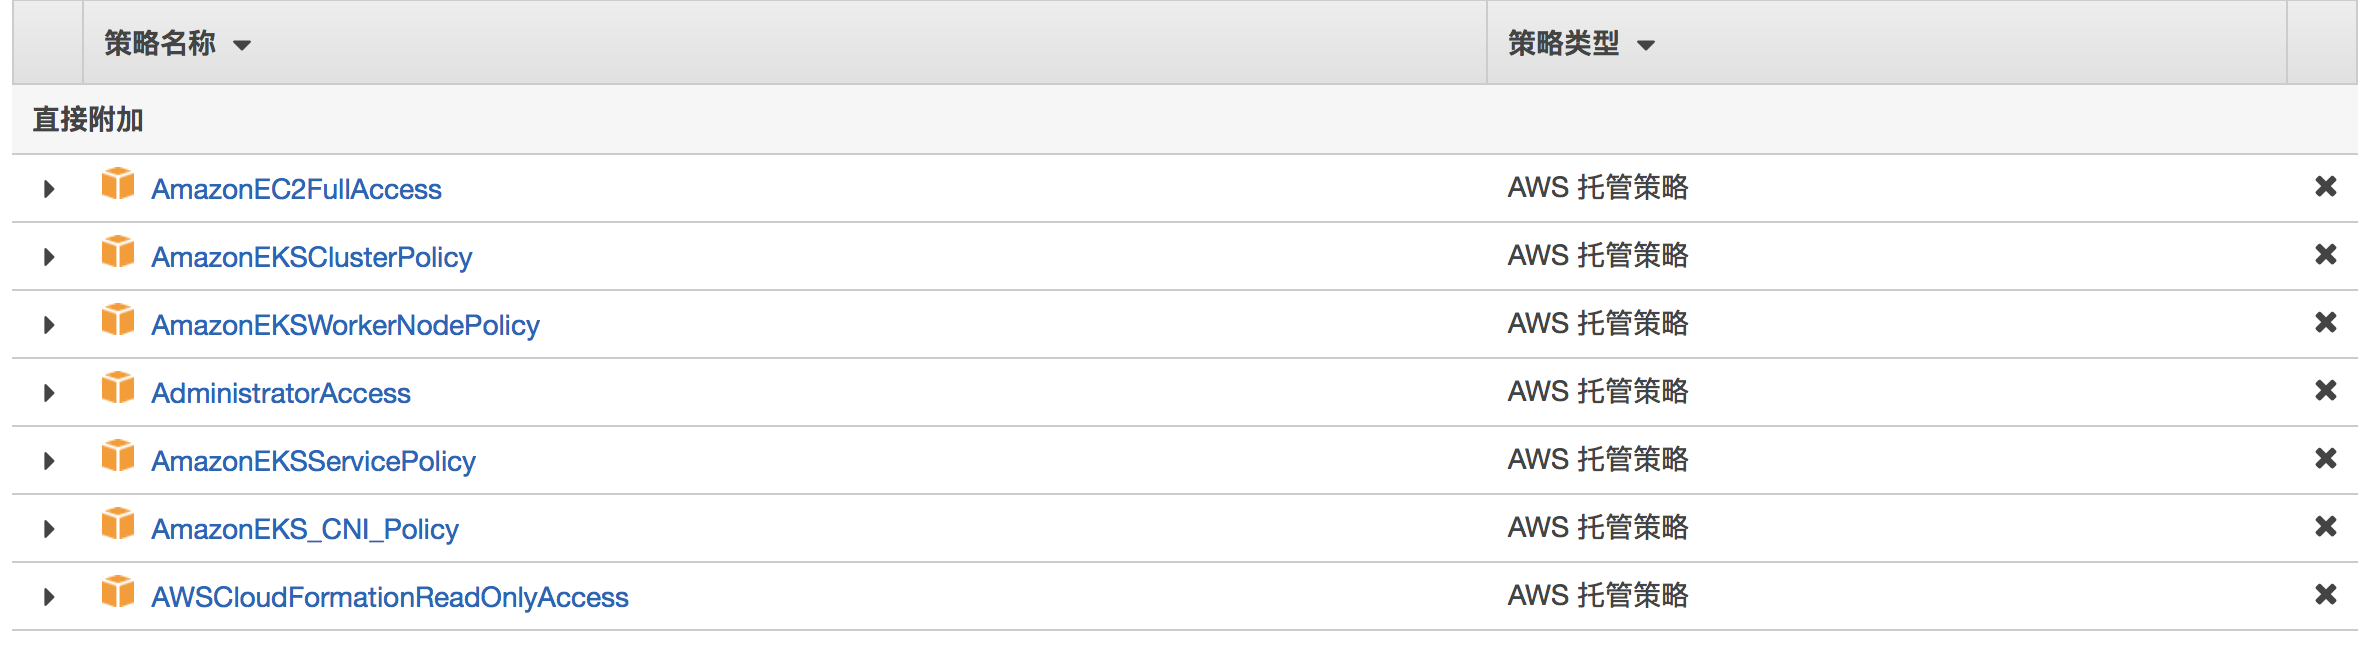 策略名称 策略类型
直接附加
AmazonEC2FullAccess AWS 托管策略
AmazonEKSClusterPolicy AWS 托管策略
AmazonEKSWorkerNodePolicy AWS 托管策略
AdministratorAccess AWS 托管策略
AmazonEKSServicePolicy AWS 托管策略
AmazonEKS_CNI_Policy AWS 托管策略
AWSCloudFormationReadOnlyAccess AWS 托管策略